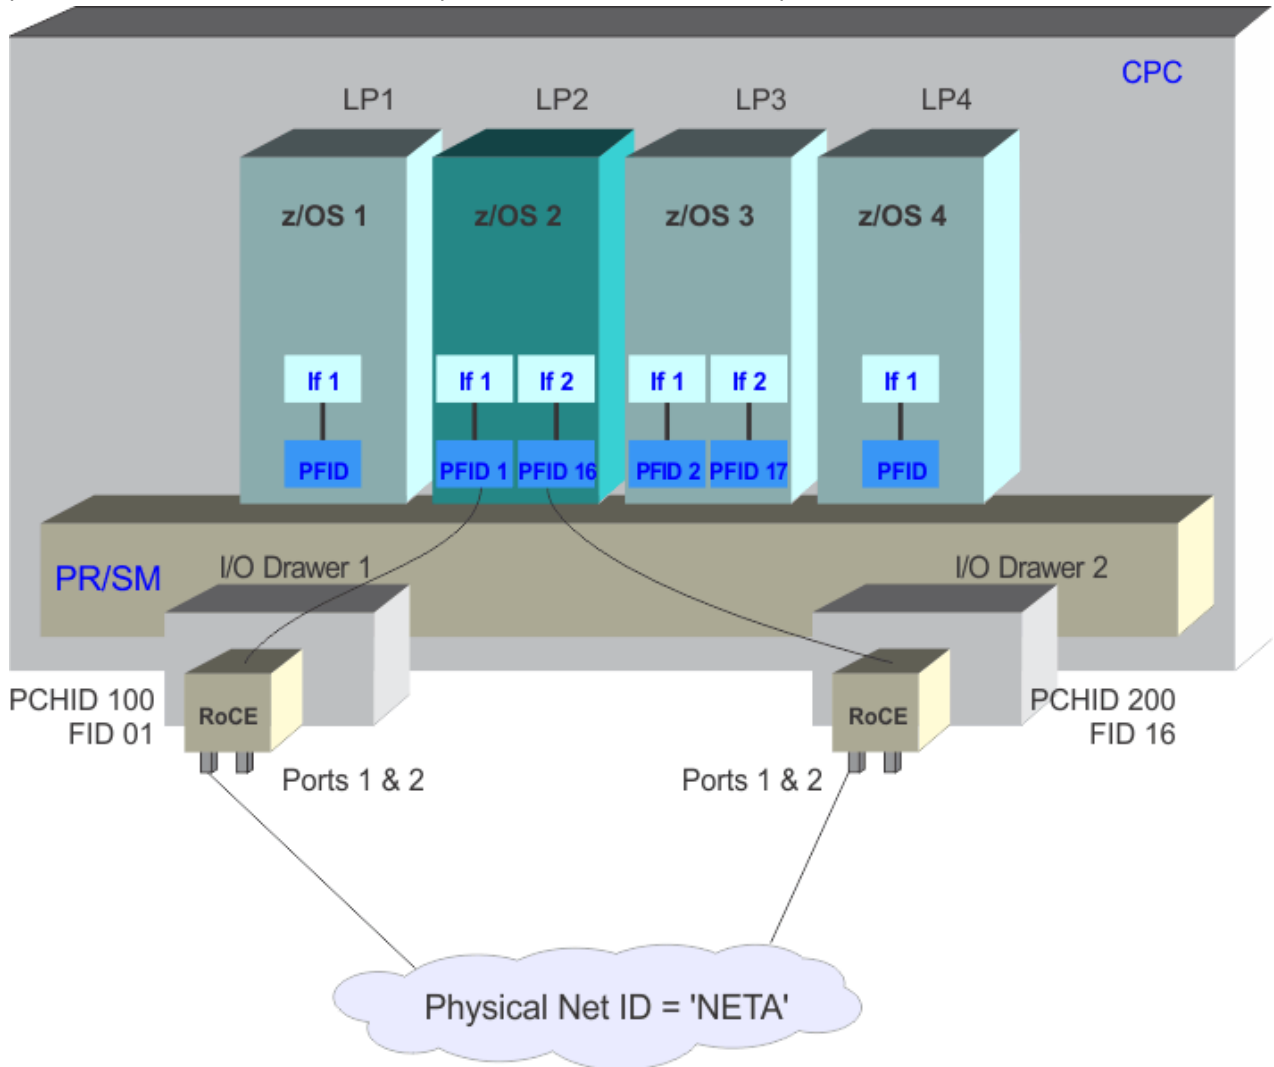 CPC
LP1 LP2 LP3 LP4
z/OS 1 z/OS 2 z/OS 3 z/OS 4
If 1 If 1 If 2 If 1 If 2 If 1
PFID PFID 1 PFID 16 PFID 2 PFID 17 PFID
I/O Drawer 1 I/O Drawer 2
PR/SM
PCHID 100
FID 01
RoCE
Ports 1 & 2
RoCE
Ports 1 & 2
PCHID 200
FID 16
Physical Net ID = 'NETA'